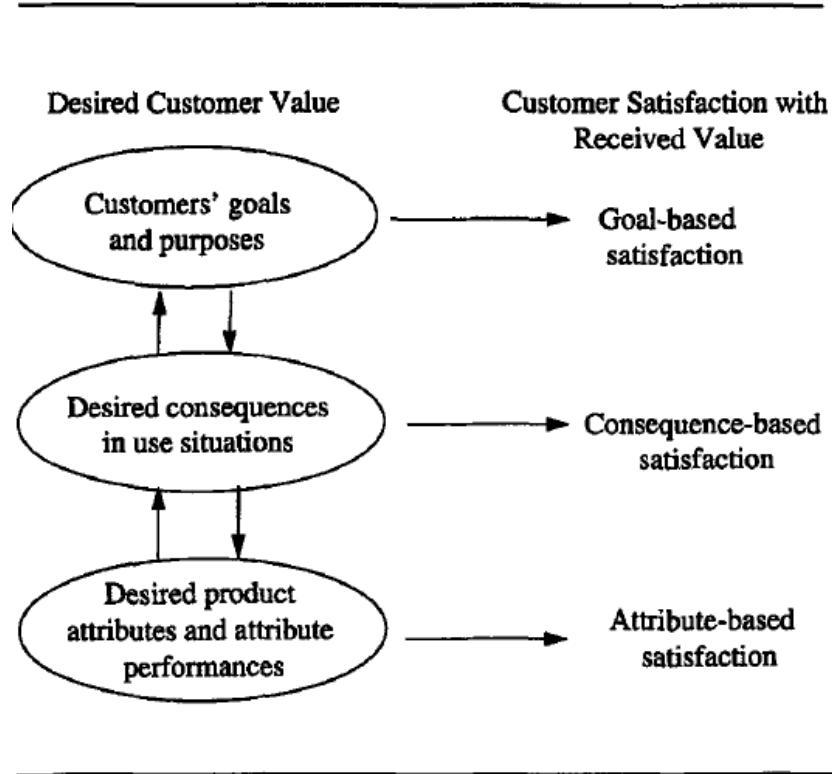 Desired Customer Value
Customer Satisfaction with
Received Value
Customers’ goals
and purposes
Goal-based
satisfaction
Desired consequences
in use situations
Consequence-based
satisfaction
Desired product
attributes and attribute
performances
Attribute-based
satisfaction